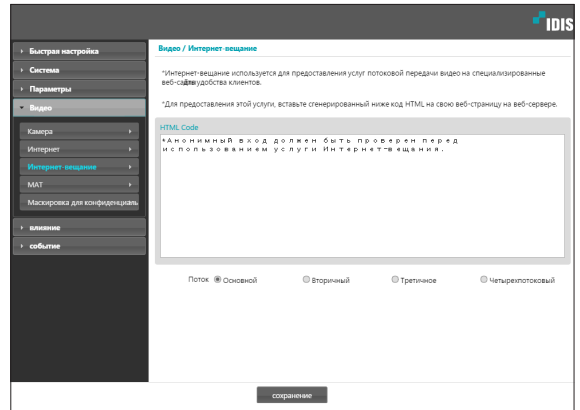 IDIS
Быстрая настройка
Система
Параметры
Видео
Камера
Интернет
Интернет-вещание
MAT
Маскировка для конфиденциаль
влияние
событие
Видео / Интернет-вещание
*Интернет-вещание используется для предоставления услуг потоковой передачи видео на специализированные
удобства клиентов.
*Для предоставления этой услуги, вставьте сгенерированный ниже код HTML на свою веб-страницу на веб-сервере.
HTML Code
*Анонимный вход должен быть проверен перед
использованием услуги Интернет-вещания.
Поток Основной Вторичный Третичное Четырехпотоковый
сохранение